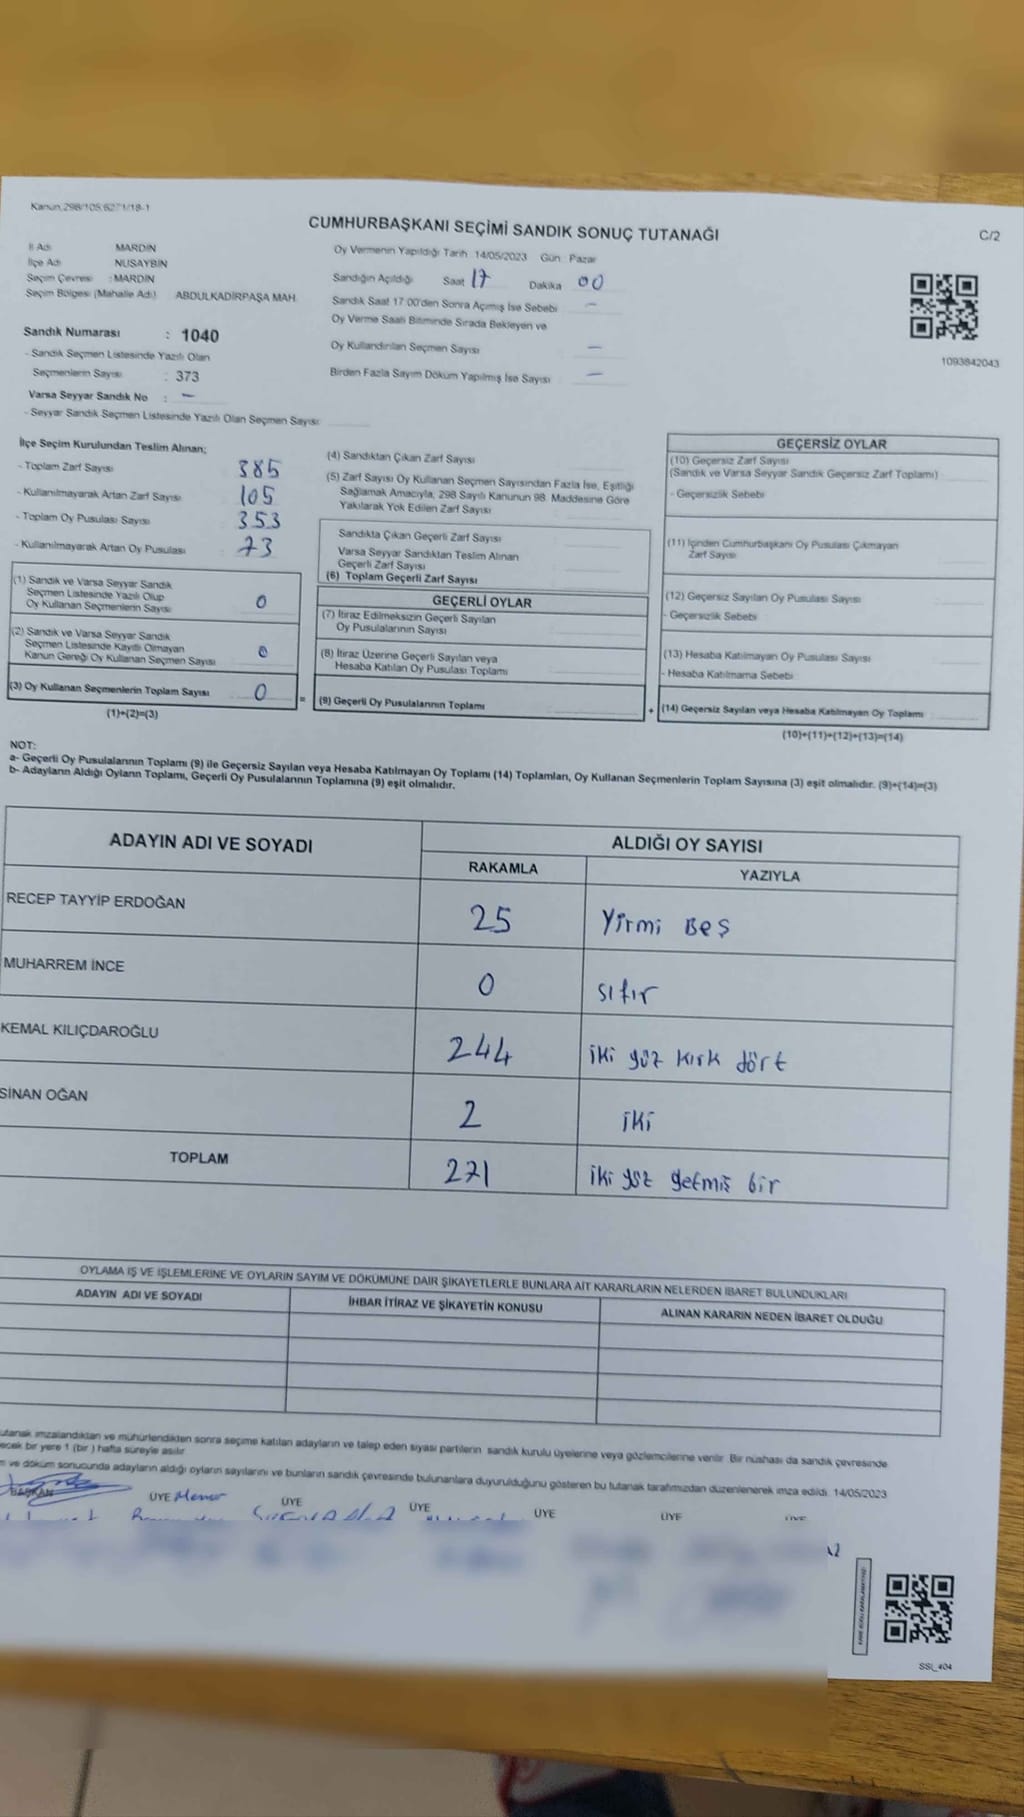 Kanun:298/105,6271/18-1
CUMHURBAŞKANI SEÇİMİ SANDIK SONUÇ TUTANAĞI
C/2
İl Adı MARDİN
İlçe Adı NUSAYBİN
Seçim Çevresi : MARDİN
Seçim Bölgesi (Mahalle Adı) ABDULKADİRPAŞA MAH.
Sandık Numarası : 1040
- Sandık Seçmen Listesinde Yazılı Olan
Seçmenlerin Sayısı : 373
Varsa Seyyar Sandık No : -
- Seyyar Sandık Seçmen Listesinde Yazılı Olan Seçmen Sayısı:
Oy Vermenin Yapıldığı Tarih : 14/05/2023 Gün : Pazar
Sandığın Açıldığı Saat 17 Dakika 00
Sandık Saat 17:00'den Sonra Açımış İse Sebebi -
Oy Verme Saati Bitiminde Sırada Bekleyen ve
Oy Kullandırılan Seçmen Sayısı -
Birden Fazla Sayım Döküm Yapılmış İse Sayısı -
1093842043
İlçe Seçim Kurulundan Teslim Alınan;
- Toplam Zarf Sayısı 385
- Kullanılmayarak Artan Zarf Sayısı 105
- Toplam Oy Pusulası Sayısı 353
- Kullanılmayarak Artan Oy Pusulası 73
(1) Sandık ve Varsa Seyyar Sandık
Seçmen Listesinde Yazılı Olup
Oy Kullanan Seçmenlerin Sayısı 0
(2) Sandık ve Varsa Seyyar Sandık
Seçmen Listesinde Kayıtlı Olmayan
Kanun Gereği Oy Kullanan Seçmen Sayısı 0
(3) Oy Kullanan Seçmenlerin Toplam Sayısı 0 =
(1)+(2)=(3)
(4) Sandıktan Çıkan Zarf Sayısı
(5) Zarf Sayısı Oy Kullanan Seçmen Sayısından Fazla İse, Eşitliği
Sağlamak Amacıyla, 298 Sayılı Kanunun 98. Maddesine Göre
Yakılarak Yok Edilen Zarf Sayısı
Sandıkta Çıkan Geçerli Zarf Sayısı
Varsa Seyyar Sandıktan Teslim Alınan
Geçerli Zarf Sayısı
(6) Toplam Geçerli Zarf Sayısı
GEÇERLİ OYLAR
(7) İtiraz Edilmeksizin Geçerli Sayılan
Oy Pusulalarının Sayısı
(8) İtiraz Üzerine Geçerli Sayılan veya
Hesaba Katılan Oy Pusulası Toplamı
(9) Geçerli Oy Pusulalarının Toplamı +
GEÇERSİZ OYLAR
(10) Geçersiz Zarf Sayısı
(Sandık ve Varsa Seyyar Sandık Geçersiz Zarf Toplamı)
- Geçersizlik Sebebi
(11) İçinden Cumhurbaşkanı Oy Pusulası Çıkmayan
Zarf Sayısı
(12) Geçersiz Sayılan Oy Pusulası Sayısı
- Geçersizlik Sebebi
(13) Hesaba Katılmayan Oy Pusulası Sayısı
- Hesaba Katılmama Sebebi
(14) Geçersiz Sayılan veya Hesaba Katılmayan Oy Toplamı
(10)+(11)+(12)+(13)=(14)
NOT:
a- Geçerli Oy Pusulalarının Toplamı (9) ile Geçersiz Sayılan veya Hesaba Katılmayan Oy Toplamı (14) Toplamları, Oy Kullanan Seçmenlerin Toplam Sayısına (3) eşit olmalıdır. (9)+(14)=(3)
b- Adayların Aldığı Oyların Toplamı, Geçerli Oy Pusulalarının Toplamına (9) eşit olmalıdır.
ADAYIN ADI VE SOYADI ALDIĞI OY SAYISI
RAKAMLA YAZIYLA
RECEP TAYYİP ERDOĞAN 25 Yirmi Beş
MUHARREM İNCE 0 sıfır
KEMAL KILIÇDAROĞLU 244 iki yüz kırk dört
SİNAN OĞAN 2 iki
TOPLAM 271 iki yüz yetmiş bir
OYLAMA İŞ VE İŞLEMLERİNE VE OYLARIN SAYIM VE DÖKÜMÜNE DAİR ŞİKAYETLERLE BUNLARA AİT KARARLARIN NELERDEN İBARET BULUNDUKLARI
ADAYIN ADI VE SOYADI İHBAR İTİRAZ VE ŞİKAYETİN KONUSU ALINAN KARARIN NEDEN İBARET OLDUĞU
utanak imzalandıktan ve mühürlendikten sonra seçime katılan adayların ve talep eden siyasi partilerin sandık kurulu üyelerine veya gözlemcilerine verilir. Bir nüshası da sandık çevresinde
ecek bir yere 1 (bir ) hafta süreyle asılır.
ve döküm sonucunda adayların aldığı oyların sayılarını ve bunların sandık çevresinde bulunanlara duyurulduğunu gösteren bu tutanak tarafımızdan düzenlenerek imza edildi. 14/05/2023
BAŞKAN ÜYE ÜYE ÜYE ÜYE ÜYE ÜYE
SSI_404